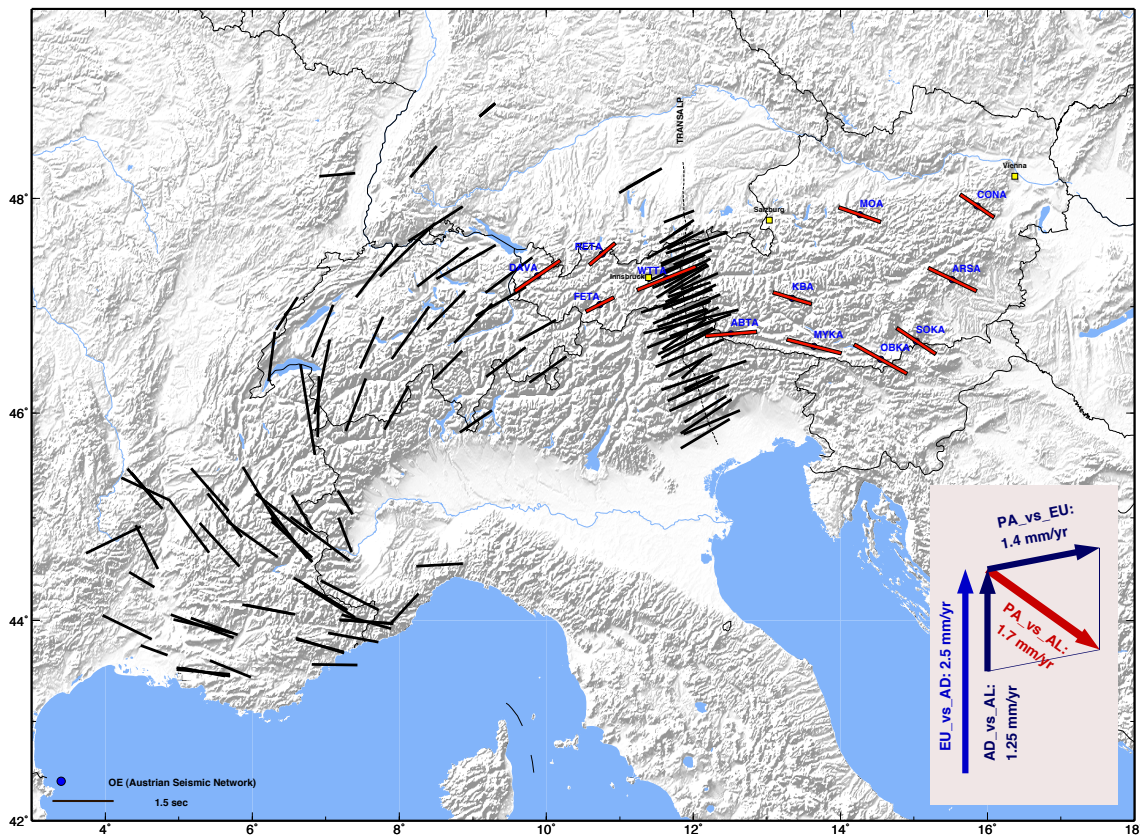 TRANSALP
Vienna
48°
MOA
CONA
Salzburg
RETA
DAVA
WTTA
Innsbruck
ARSA
FETA
KBA
ABTA
MYKA
SOKA
OBKA
46°
44°
42°
PA_vs_EU:
1.4 mm/yr
PA_vs_AL:
1.7 mm/yr
EU_vs_AD: 2.5 mm/yr
AD_vs_AL:
1.25 mm/yr
OE (Austrian Seismic Network)
1.5 sec
4° 6° 8° 10° 12° 14° 16° 18°